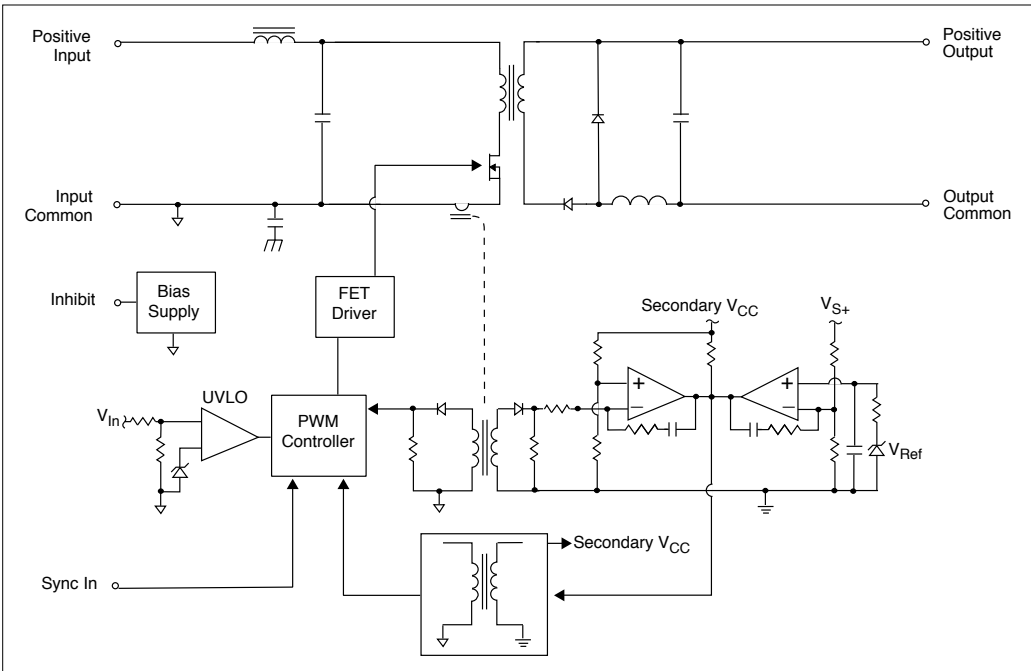 Positive
Input
Positive
Output
Input
Common
Output
Common
Inhibit
Bias
Supply
FET
Driver
Secondary VCC
VS+
UVLO
VIn
PWM
Controller
+
−
+
−
VRef
Secondary VCC
Sync In